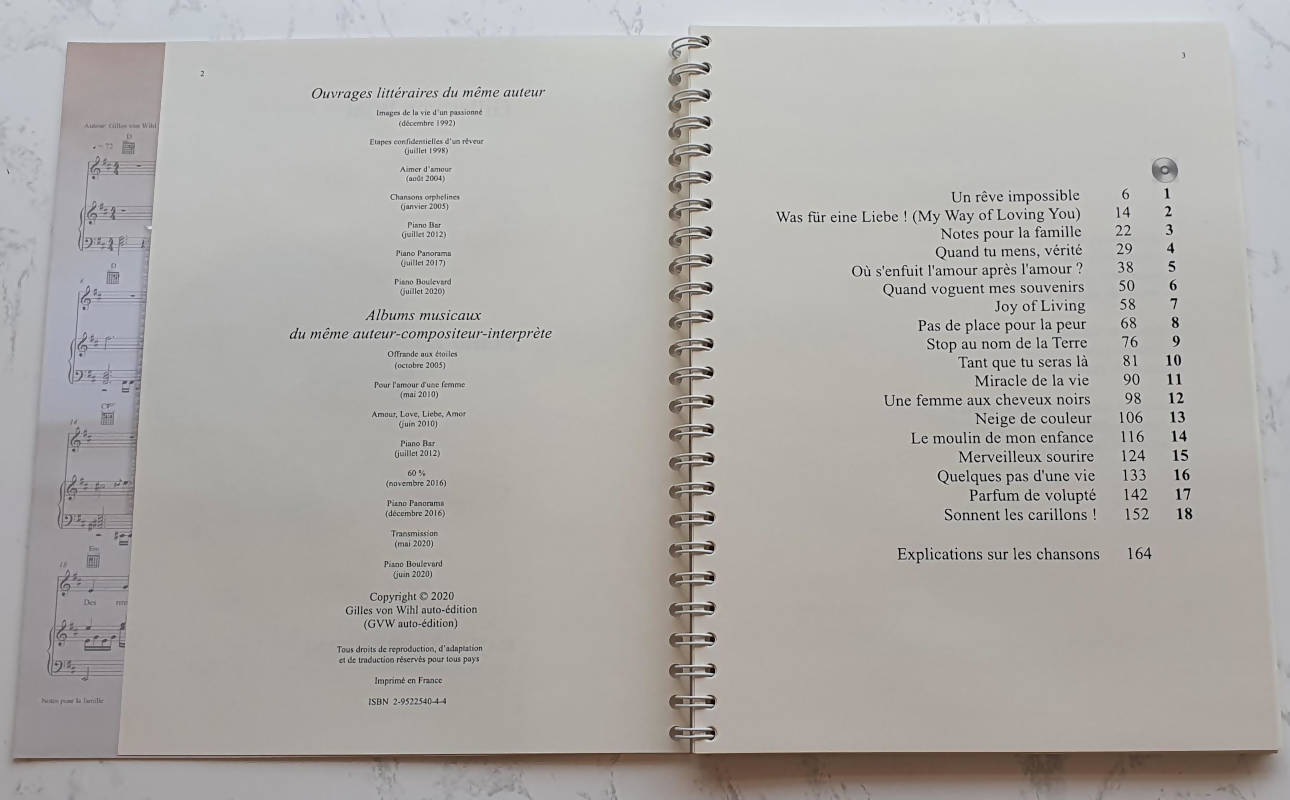 Auteur: Gilles von Wihl
D
= 72
D
6
14
Em
18
Des
Notes pour la famille
2
Ouvrages littéraires du même auteur
Images de la vie d'un passionné
(décembre 1992)
Etapes confidentielles d'un rêveur
(juillet 1998)
Aimer d'amour
(août 2004)
Chansons orphelines
(janvier 2005)
Piano Bar
(juillet 2012)
Piano Panorama
(juillet 2017)
Piano Boulevard
(juillet 2020)
Albums musicaux
du même auteur-compositeur-interprète
Offrande aux étoiles
(octobre 2005)
Pour l'amour d'une femme
(mai 2010)
Amour, Love, Liebe, Amor
(juin 2010)
Piano Bar
(juillet 2012)
60 %
(novembre 2016)
Piano Panorama
(décembre 2016)
Transmission
(mai 2020)
Piano Boulevard
(juin 2020)
Copyright © 2020
Gilles von Wihl auto-édition
(GVW auto-édition)
Tous droits de reproduction, d'adaptation
et de traduction réservés pour tous pays
Imprimé en France
ISBN 2-9522540-4-4
3
Un rêve impossible 6 1
Was für eine Liebe ! (My Way of Loving You) 14 2
Notes pour la famille 22 3
Quand tu mens, vérité 29 4
Où s'enfuit l'amour après l'amour ? 38 5
Quand voguent mes souvenirs 50 6
Joy of Living 58 7
Pas de place pour la peur 68 8
Stop au nom de la Terre 76 9
Tant que tu seras là 81 10
Miracle de la vie 90 11
Une femme aux cheveux noirs 98 12
Neige de couleur 106 13
Le moulin de mon enfance 116 14
Merveilleux sourire 124 15
Quelques pas d'une vie 133 16
Parfum de volupté 142 17
Sonnent les carillons ! 152 18
Explications sur les chansons 164